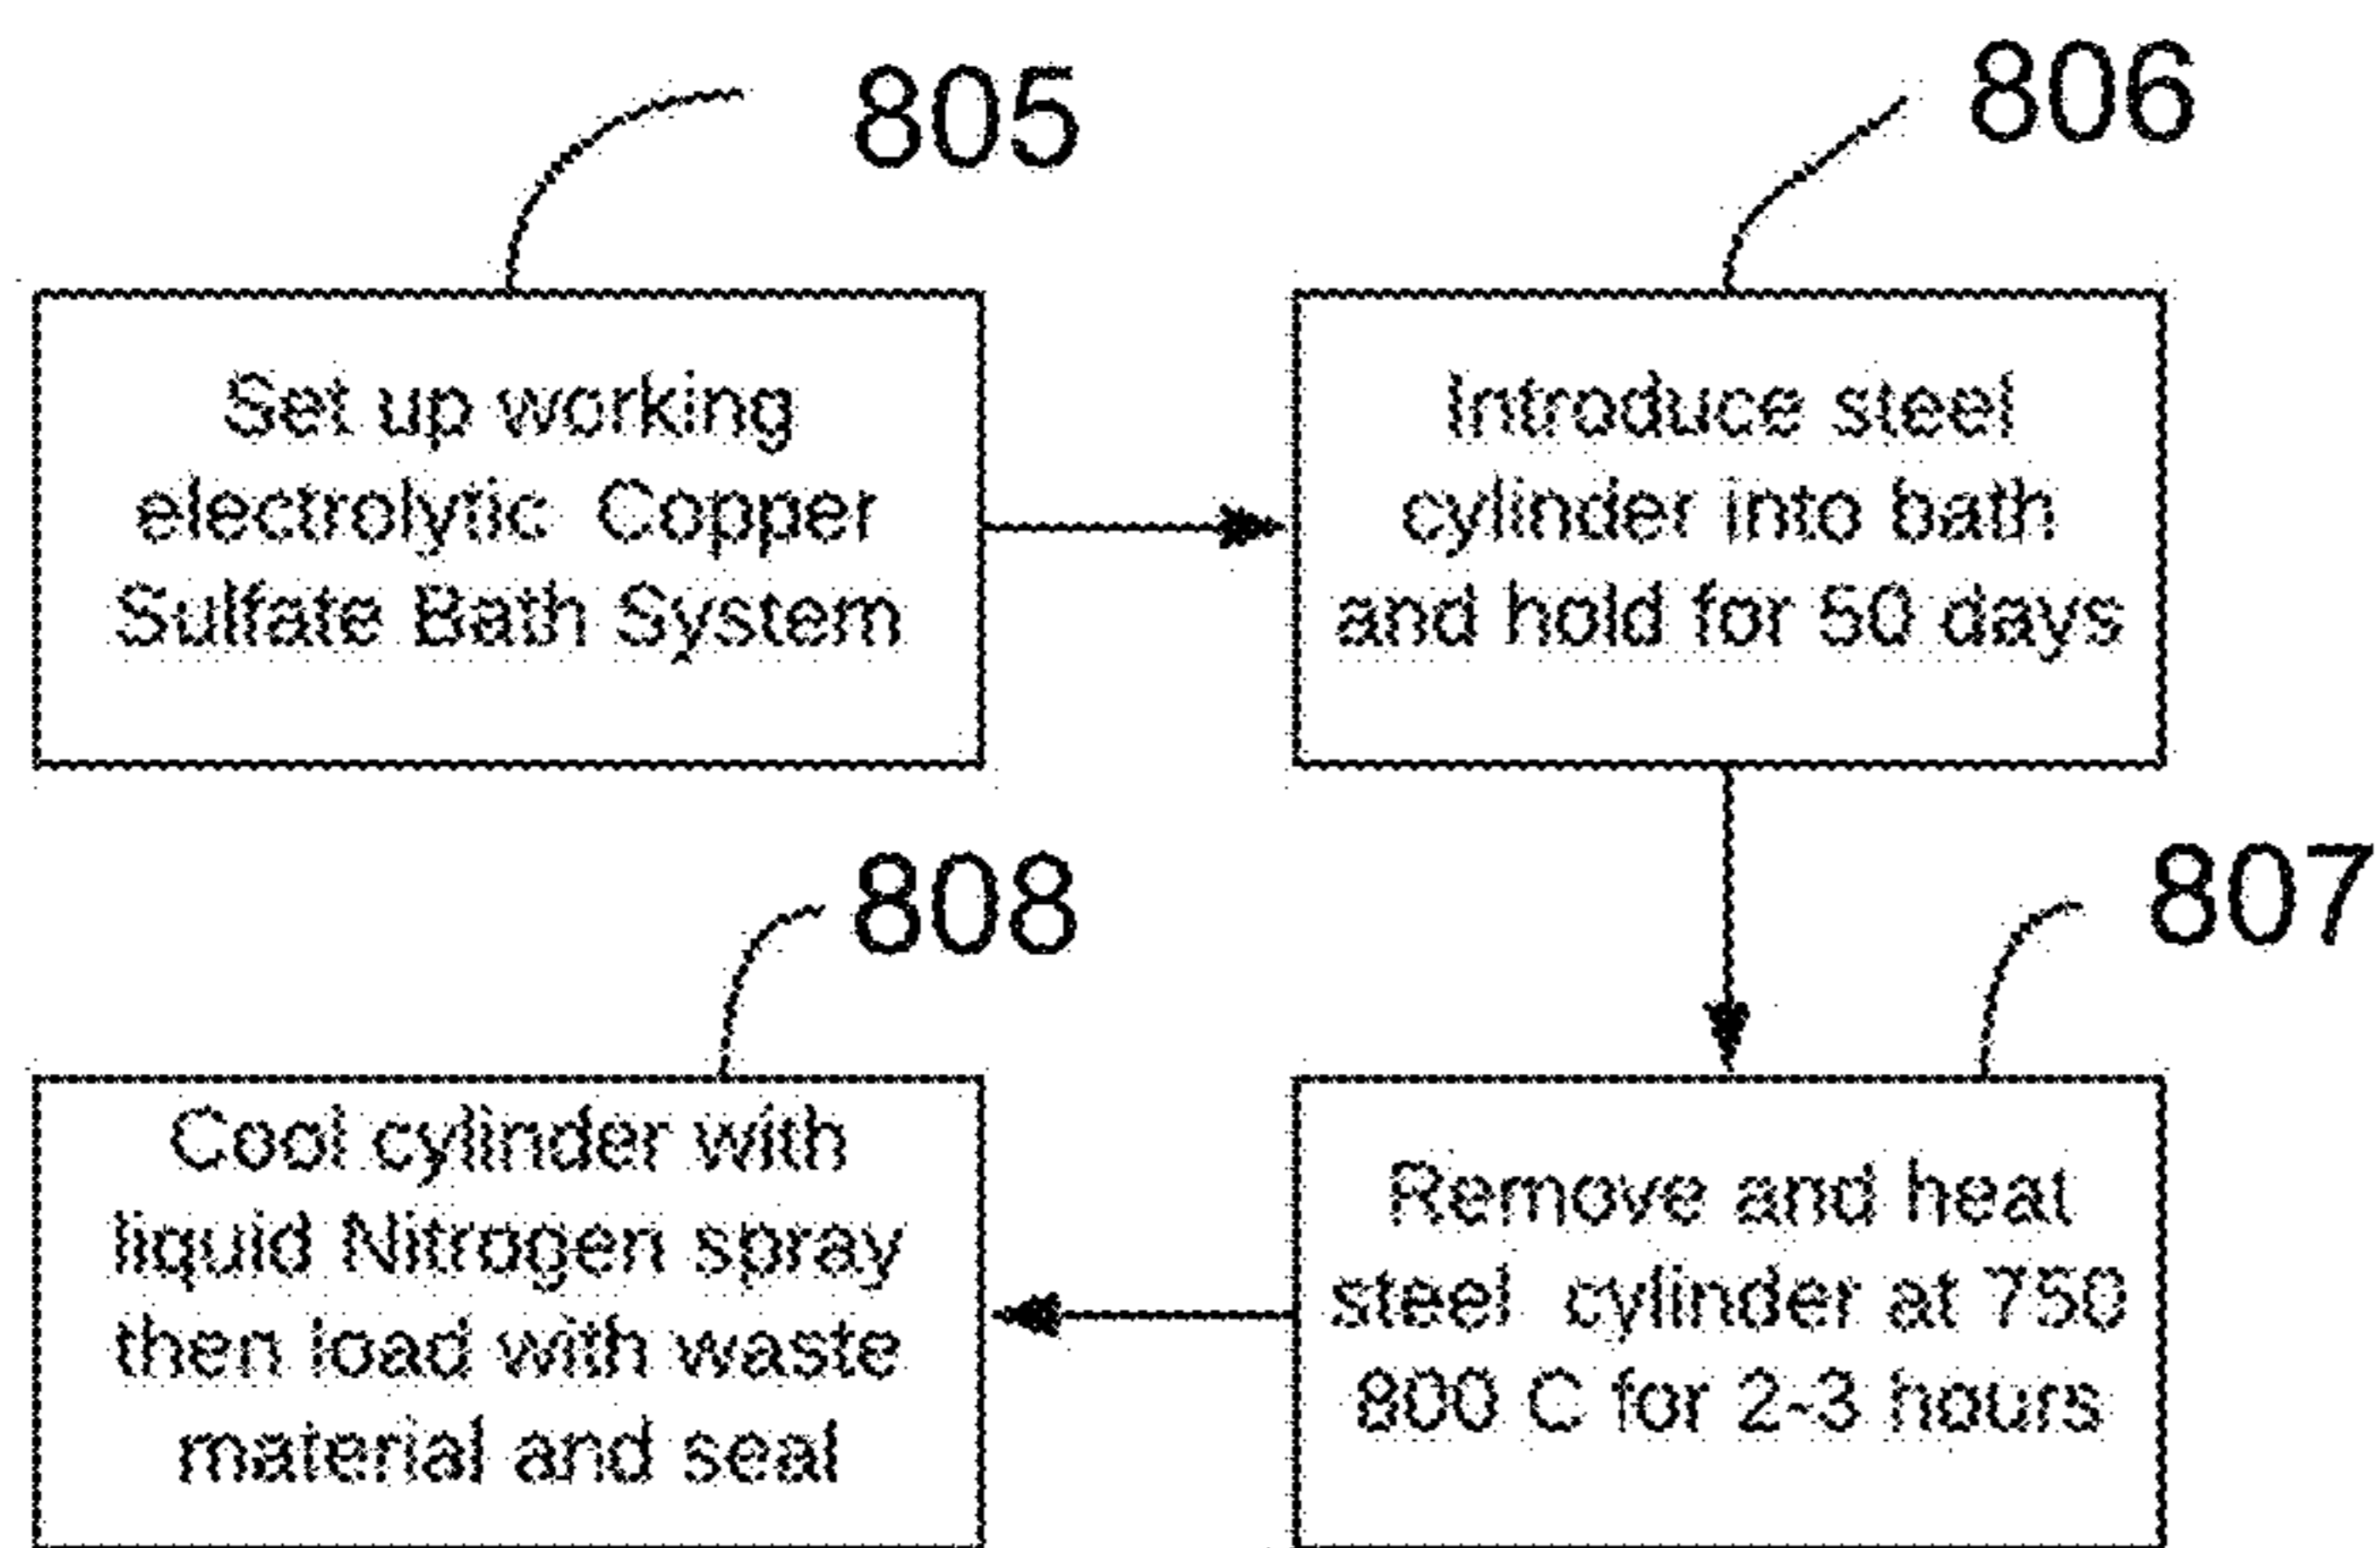 805
806
Set up working
electrolytic Copper
Sulfate Bath System
Introduce steel
cylinder into bath
and hold for 50 days
808
807
Cool cylinder with
liquid Nitrogen spray
then load with waste
material and seal
Remove and heat
steel cylinder at 750
800 C for 2-3 hours